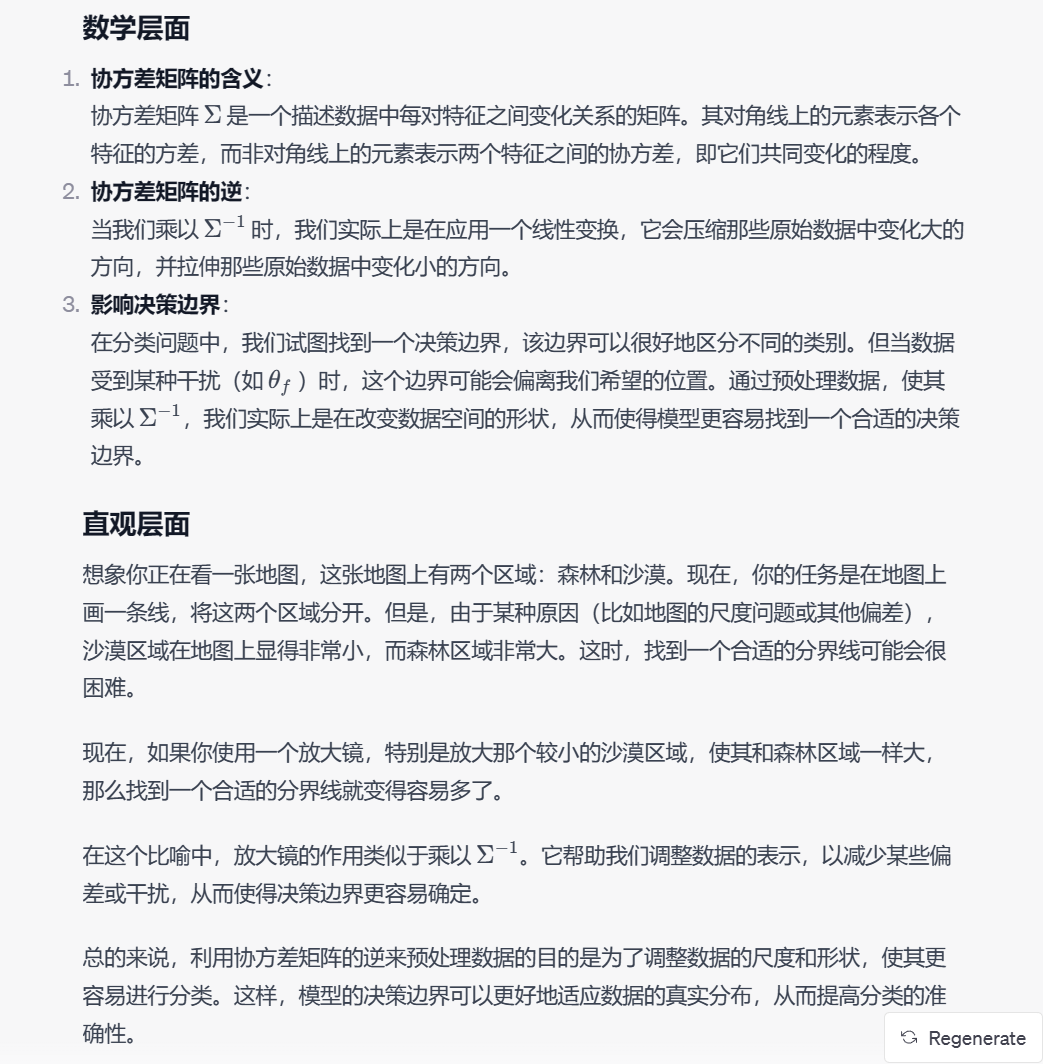 数学层面
1. 协方差矩阵的含义：
协方差矩阵 Σ 是一个描述数据中每对特征之间变化关系的矩阵。其对角线上的元素表示各个
特征的方差，而非对角线上的元素表示两个特征之间的协方差，即它们共同变化的程度。
2. 协方差矩阵的逆：
当我们乘以 Σ⁻¹ 时，我们实际上是在应用一个线性变换，它会压缩那些原始数据中变化大的
方向，并拉伸那些原始数据中变化小的方向。
3. 影响决策边界：
在分类问题中，我们试图找到一个决策边界，该边界可以很好地区分不同的类别。但当数据
受到某种干扰（如 θ_f ）时，这个边界可能会偏离我们希望的位置。通过预处理数据，使其
乘以 Σ⁻¹，我们实际上是在改变数据空间的形状，从而使得模型更容易找到一个合适的决策
边界。
直观层面
想象你正在看一张地图，这张地图上有两个区域：森林和沙漠。现在，你的任务是在地图上
画一条线，将这两个区域分开。但是，由于某种原因（比如地图的尺度问题或其他偏差），
沙漠区域在地图上显得非常小，而森林区域非常大。这时，找到一个合适的分界线可能会很
困难。
现在，如果你使用一个放大镜，特别是放大那个较小的沙漠区域，使其和森林区域一样大，
那么找到一个合适的分界线就变得容易多了。
在这个比喻中，放大镜的作用类似于乘以 Σ⁻¹。它帮助我们调整数据的表示，以减少某些偏
差或干扰，从而使得决策边界更容易确定。
总的来说，利用协方差矩阵的逆来预处理数据的目的是为了调整数据的尺度和形状，使其更
容易进行分类。这样，模型的决策边界可以更好地适应数据的真实分布，从而提高分类的准
确性。
Regenerate